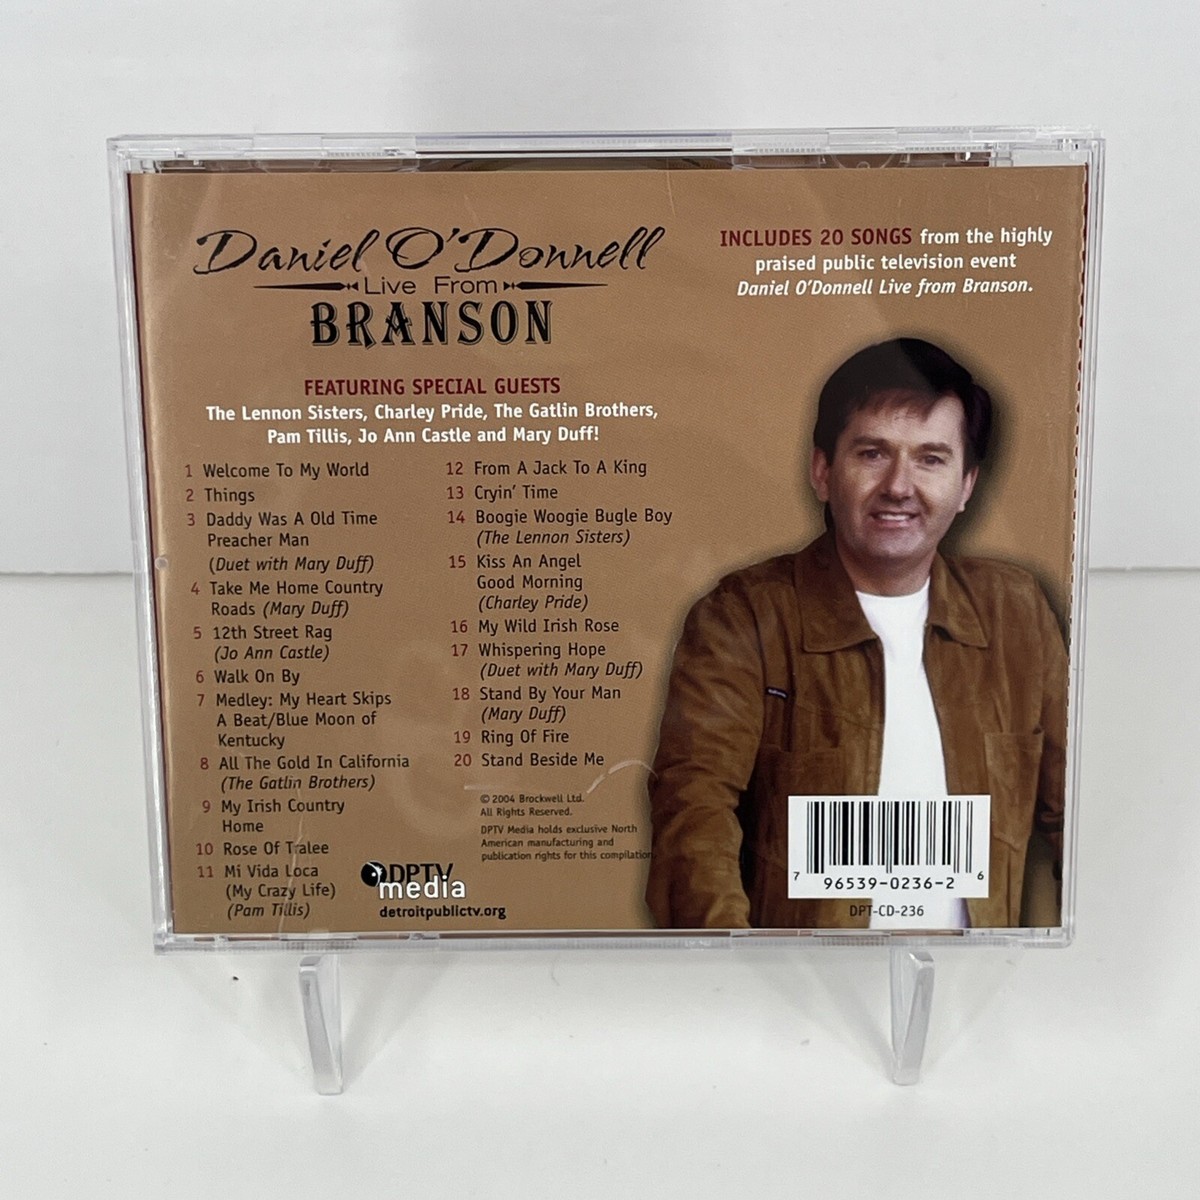 Daniel O'Donnell
Live From
BRANSON
INCLUDES 20 SONGS from the highly
praised public television event
Daniel O'Donnell Live from Branson.
FEATURING SPECIAL GUESTS
The Lennon Sisters, Charley Pride, The Gatlin Brothers,
Pam Tillis, Jo Ann Castle and Mary Duff!
1 Welcome To My World
2 Things
3 Daddy Was A Old Time
Preacher Man
(Duet with Mary Duff)
4 Take Me Home Country
Roads (Mary Duff)
5 12th Street Rag
(Jo Ann Castle)
6 Walk On By
7 Medley: My Heart Skips
A Beat/Blue Moon of
Kentucky
8 All The Gold In California
(The Gatlin Brothers)
9 My Irish Country
Home
10 Rose Of Tralee
11 Mi Vida Loca
(My Crazy Life)
(Pam Tillis)
12 From A Jack To A King
13 Cryin' Time
14 Boogie Woogie Bugle Boy
(The Lennon Sisters)
15 Kiss An Angel
Good Morning
(Charley Pride)
16 My Wild Irish Rose
17 Whispering Hope
(Duet with Mary Duff)
18 Stand By Your Man
(Mary Duff)
19 Ring Of Fire
20 Stand Beside Me
© 2004 Brockwell Ltd.
All Rights Reserved.
DPTV Media holds exclusive North
American manufacturing and
publication rights for this compilation
DPTV
media
detroitpublictv.org
7 96539-0236-2 6
DPT-CD-236